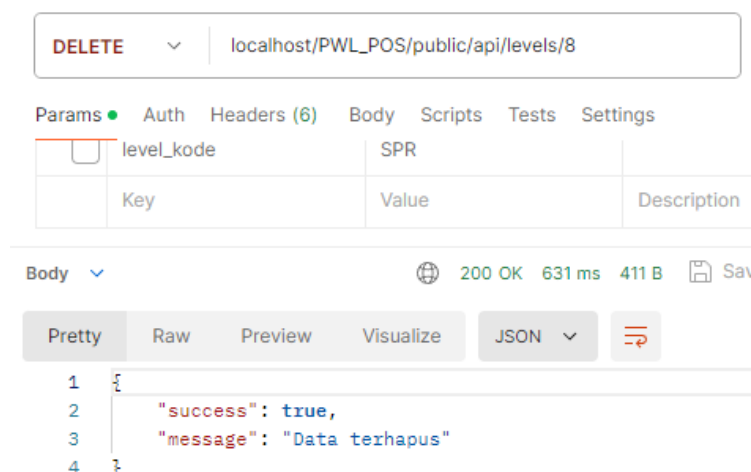 DELETE localhost/PWL_POS/public/api/levels/8
Params Auth Headers (6) Body Scripts Tests Settings
level_kode SPR
Key Value Description
Body 200 OK 631 ms 411 B Sav
Pretty Raw Preview Visualize JSON
1 {
2 "success": true,
3 "message": "Data terhapus"
4 }